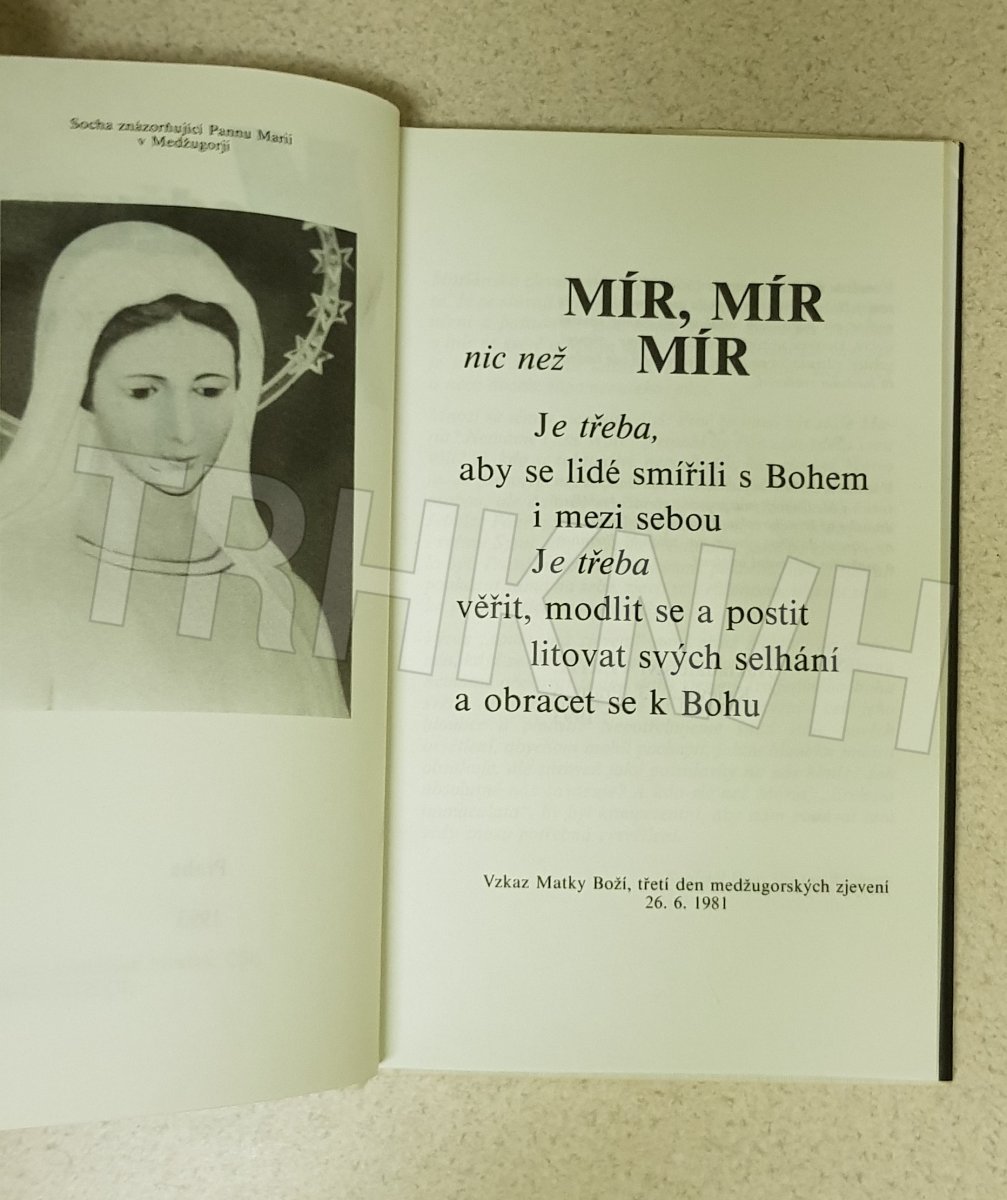 Socha znázorňující Pannu Marii
v Medžugorji
MÍR, MÍR
nic než MÍR
Je třeba,
aby se lidé smířili s Bohem
i mezi sebou
Je třeba
věřit, modlit se a postit
litovat svých selhání
a obracet se k Bohu
Vzkaz Matky Boží, třetí den medžugorských zjevení
26. 6. 1981
TRHKNIH